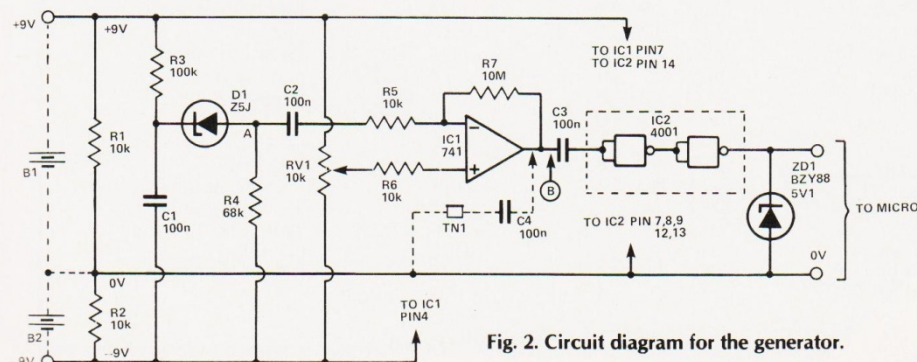 +9V
+9V
R3
100k
D1
Z5J
A
C2
100n
R5
10k
R7
10M
IC1
741
−
+
C3
100n
TO IC1 PIN7
TO IC2 PIN 14
IC2
4001
R1
10k
B1
C1
100n
R4
68k
RV1
10k
R6
10k
TN1
C4
100n
B
TO IC2 PIN 7,8,9
12,13
ZD1
BZY88
5V1
TO MICRO
0V
0V
R2
10k
B2
TO IC1
PIN4
-9V
--9V
Fig. 2. Circuit diagram for the generator.